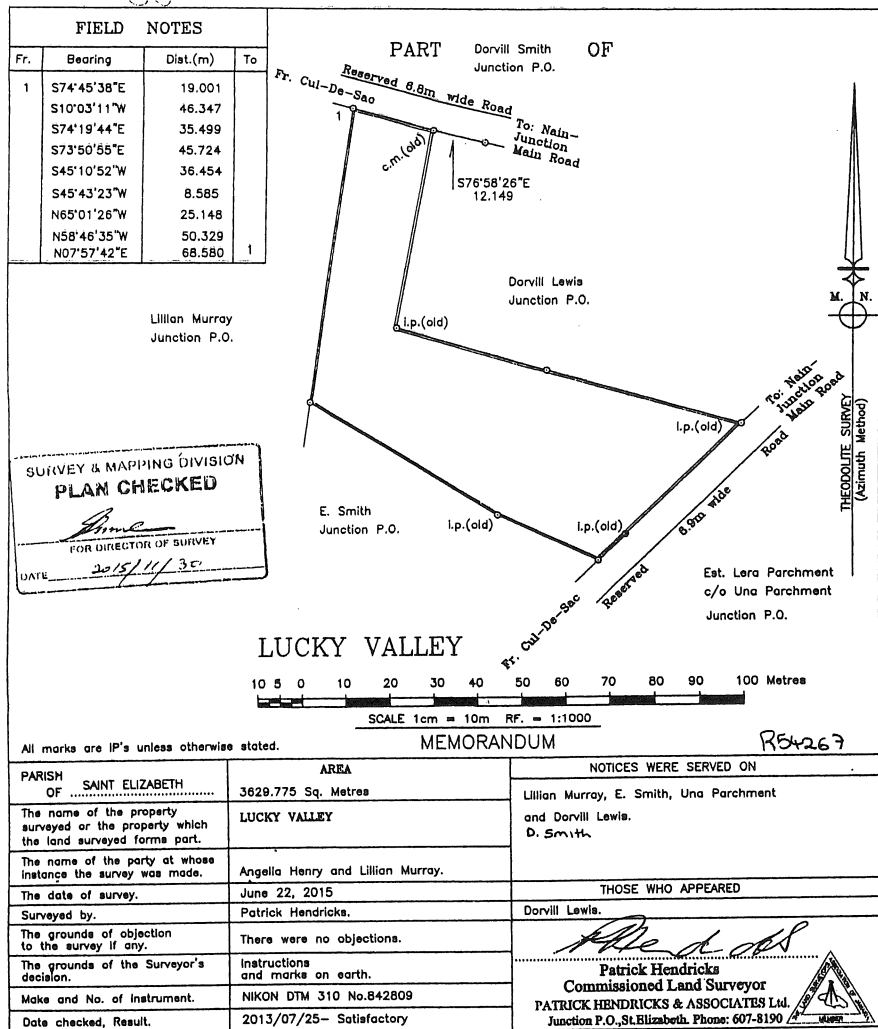 FIELD NOTES
Fr. Bearing Dist.(m) To
1 S74°45'38"E 19.001
S10°03'11"W 46.347
S74°19'44"E 35.499
S73°50'55"E 45.724
S45°10'52"W 36.454
S45°43'23"W 8.585
N65°01'26"W 25.148
N58°46'35"W 50.329
N07°57'42"E 68.580 1
PART OF
Dorvill Smith
Junction P.O.
Fr. Cul-De-Sac
Reserved 6.8m wide Road
To: Nain-
Junction
Main Road
1
c.m.(old)
S76°58'26"E
12.149
Dorvill Lewis
Junction P.O.
M. N.
Lillian Murray
Junction P.O.
i.p.(old)
To: Nain-
Junction
Main Road
i.p.(old)
THEODOLITE SURVEY
(Azimuth Method)
SURVEY & MAPPING DIVISION
PLAN CHECKED
FOR DIRECTOR OF SURVEY
DATE 2015/11/30
E. Smith
Junction P.O.
i.p.(old)
i.p.(old)
Reserved 6.9m wide Road
Fr. Cul-De-Sac
Est. Lera Parchment
c/o Una Parchment
Junction P.O.
LUCKY VALLEY
10 5 0 10 20 30 40 50 60 70 80 90 100 Metres
SCALE 1cm = 10m RF. = 1:1000
All marks are IP's unless otherwise stated.
MEMORANDUM
R54267
PARISH
OF SAINT ELIZABETH
AREA
3629.775 Sq. Metres
The name of the property
surveyed or the property which
the land surveyed forms part.
LUCKY VALLEY
The name of the party at whose
instance the survey was made.
Angella Henry and Lillian Murray.
The date of survey.
June 22, 2015
Surveyed by.
Patrick Hendricks.
The grounds of objection
to the survey if any.
There were no objections.
The grounds of the Surveyor's
decision.
Instructions
and marks on earth.
Make and No. of Instrument.
NIKON DTM 310 No.842809
Date checked, Result.
2013/07/25- Satisfactory
NOTICES WERE SERVED ON
Lillian Murray, E. Smith, Una Parchment
and Dorvill Lewis.
D. Smith
THOSE WHO APPEARED
Dorvill Lewis.
Patrick Hendricks
Commissioned Land Surveyor
PATRICK HENDRICKS & ASSOCIATES Ltd.
Junction P.O.,St.Elizabeth. Phone: 607-8190
THE LAND SURVEYORS ASSOCIATION OF JAMAICA
MEMBER